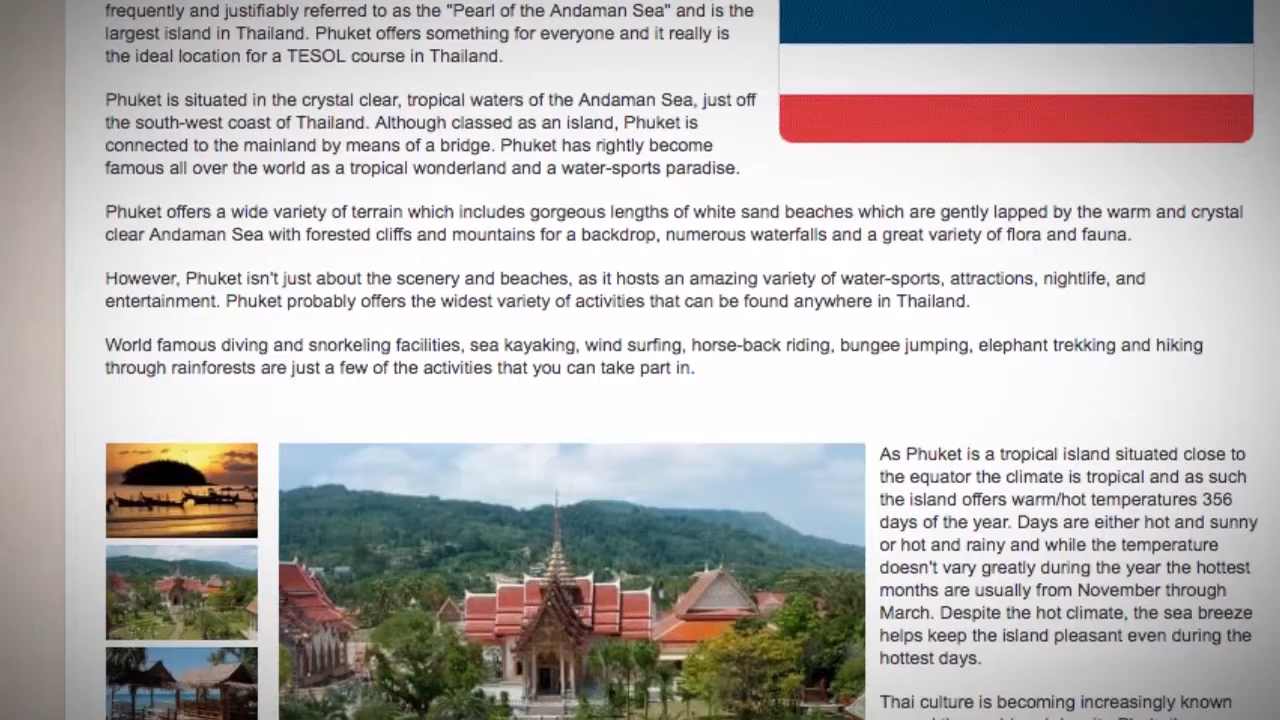 frequently and justifiably referred to as the "Pearl of the Andaman Sea" and is the
largest island in Thailand. Phuket offers something for everyone and it really is
the ideal location for a TESOL course in Thailand.
Phuket is situated in the crystal clear, tropical waters of the Andaman Sea, just off
the south-west coast of Thailand. Although classed as an island, Phuket is
connected to the mainland by means of a bridge. Phuket has rightly become
famous all over the world as a tropical wonderland and a water-sports paradise.
Phuket offers a wide variety of terrain which includes gorgeous lengths of white sand beaches which are gently lapped by the warm and crystal
clear Andaman Sea with forested cliffs and mountains for a backdrop, numerous waterfalls and a great variety of flora and fauna.
However, Phuket isn't just about the scenery and beaches, as it hosts an amazing variety of water-sports, attractions, nightlife, and
entertainment. Phuket probably offers the widest variety of activities that can be found anywhere in Thailand.
World famous diving and snorkeling facilities, sea kayaking, wind surfing, horse-back riding, bungee jumping, elephant trekking and hiking
through rainforests are just a few of the activities that you can take part in.
As Phuket is a tropical island situated close to
the equator the climate is tropical and as such
the island offers warm/hot temperatures 356
days of the year. Days are either hot and sunny
or hot and rainy and while the temperature
doesn't vary greatly during the year the hottest
months are usually from November through
March. Despite the hot climate, the sea breeze
helps keep the island pleasant even during the
hottest days.
Thai culture is becoming increasingly known